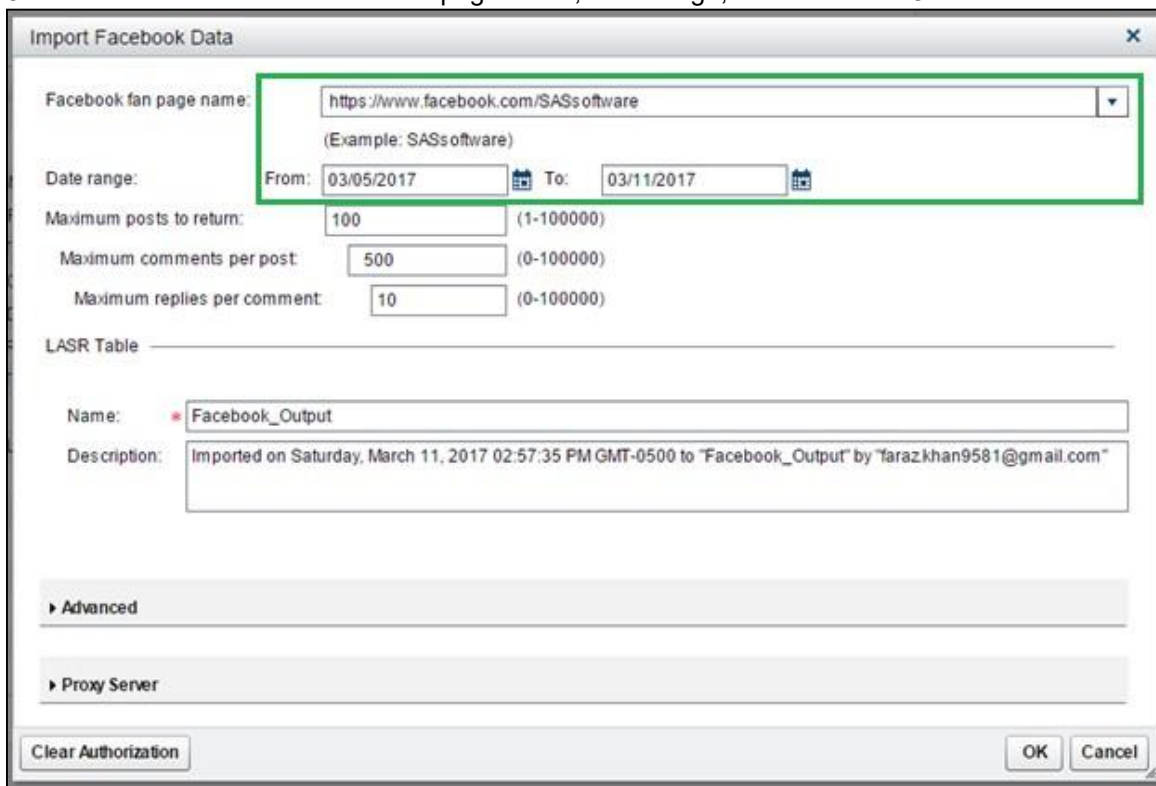 Import Facebook Data
Facebook fan page name: https://www.facebook.com/SASsoftware
(Example: SASsoftware)
Date range: From: 03/05/2017 To: 03/11/2017
Maximum posts to return: 100 (1-100000)
Maximum comments per post: 500 (0-100000)
Maximum replies per comment: 10 (0-100000)
LASR Table
Name: * Facebook_Output
Description: Imported on Saturday, March 11, 2017 02:57:35 PM GMT-0500 to "Facebook_Output" by "faraz.khan9581@gmail.com"
Advanced
Proxy Server
Clear Authorization OK Cancel